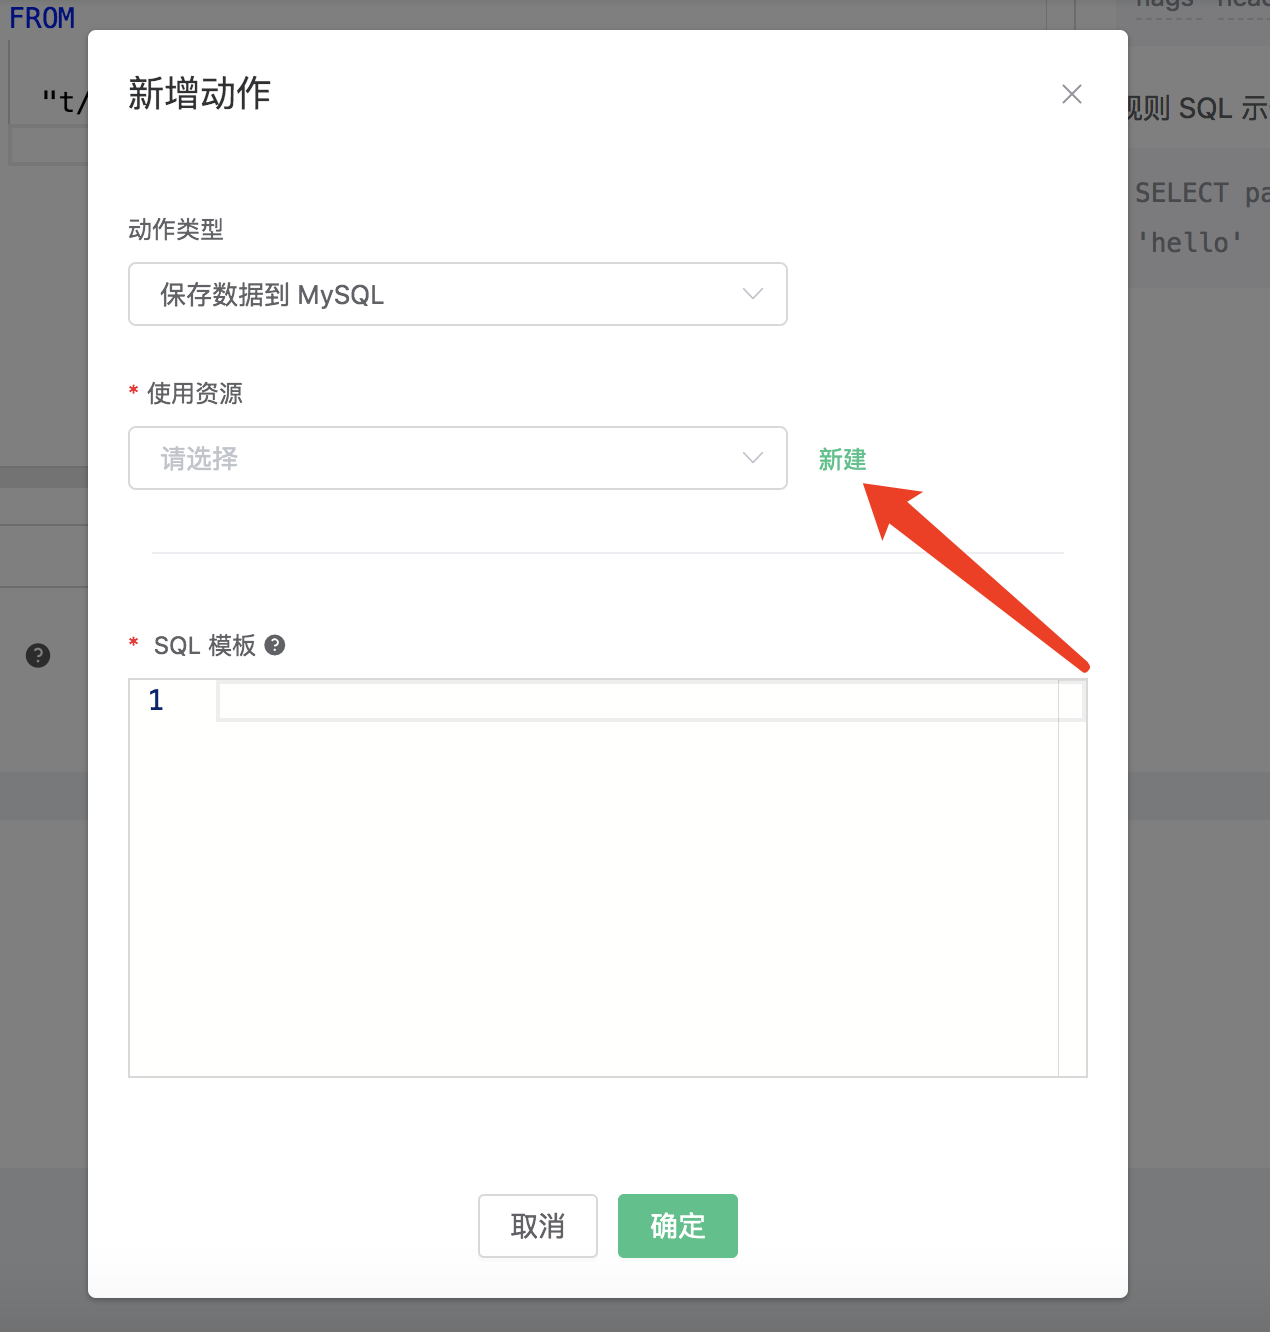 FROM
"t/
新增动作
规则 SQL 示
动作类型
SELECT pa
'hello'
保存数据到 MySQL
* 使用资源
请选择
新建
* SQL 模板
1
取消
确定